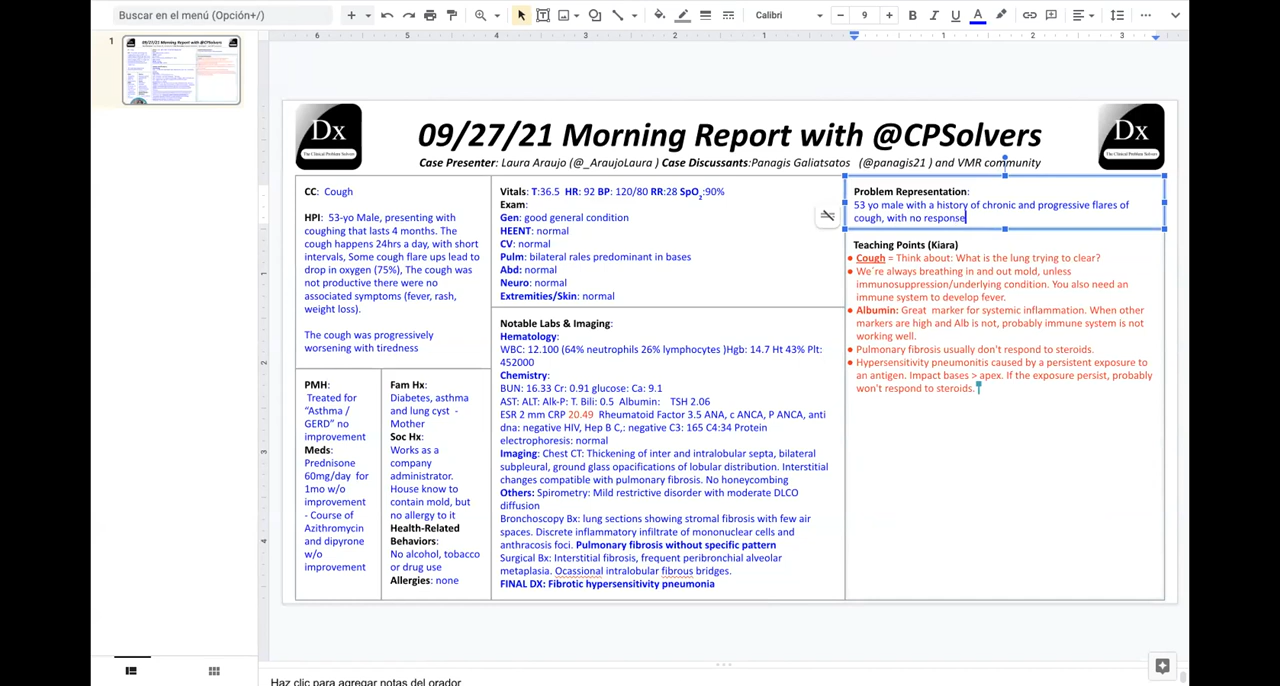 Buscar en el menú (Opción+/)
Calibri
9
6 5 4 3 2 1 1 2 3
1
09/27/21 Morning Report with @CPSolvers
Dx
The Clinical Problem Solvers
Dx
The Clinical Problem Solvers
Case Presenter: Laura Araujo (@_AraujoLaura ) Case Discussants:Panagis Galiatsatos (@panagis21 ) and VMR community
CC: Cough
HPI: 53-yo Male, presenting with
coughing that lasts 4 months. The
cough happens 24hrs a day, with short
intervals, Some cough flare ups lead to
drop in oxygen (75%), The cough was
not productive there were no
associated symptoms (fever, rash,
weight loss).
The cough was progressively
worsening with tiredness
PMH:
Treated for
"Asthma /
GERD" no
improvement
Meds:
Prednisone
60mg/day for
1mo w/o
improvement
- Course of
Azithromycin
and dipyrone
w/o
improvement
Fam Hx:
Diabetes, asthma
and lung cyst -
Mother
Soc Hx:
Works as a
company
administrator.
House know to
contain mold, but
no allergy to it
Health-Related
Behaviors:
No alcohol, tobacco
or drug use
Allergies: none
Vitals: T:36.5 HR: 92 BP: 120/80 RR:28 SpO2:90%
Exam:
Gen: good general condition
HEENT: normal
CV: normal
Pulm: bilateral rales predominant in bases
Abd: normal
Neuro: normal
Extremities/Skin: normal
Notable Labs & Imaging:
Hematology:
WBC: 12.100 (64% neutrophils 26% lymphocytes )Hgb: 14.7 Ht 43% Plt:
452000
Chemistry:
BUN: 16.33 Cr: 0.91 glucose: Ca: 9.1
AST: ALT: Alk-P: T. Bili: 0.5 Albumin: TSH 2.06
ESR 2 mm CRP 20.49 Rheumatoid Factor 3.5 ANA, c ANCA, P ANCA, anti
dna: negative HIV, Hep B C,: negative C3: 165 C4:34 Protein
electrophoresis: normal
Imaging: Chest CT: Thickening of inter and intralobular septa, bilateral
subpleural, ground glass opacifications of lobular distribution. Interstitial
changes compatible with pulmonary fibrosis. No honeycombing
Others: Spirometry: Mild restrictive disorder with moderate DLCO
diffusion
Bronchoscopy Bx: lung sections showing stromal fibrosis with few air
spaces. Discrete inflammatory infiltrate of mononuclear cells and
anthracosis foci. Pulmonary fibrosis without specific pattern
Surgical Bx: Interstitial fibrosis, frequent peribronchial alveolar
metaplasia. Ocassional intralobular fibrous bridges.
FINAL DX: Fibrotic hypersensitivity pneumonia
Problem Representation:
53 yo male with a history of chronic and progressive flares of
cough, with no response
Teaching Points (Kiara)
● Cough = Think about: What is the lung trying to clear?
● We´re always breathing in and out mold, unless
immunosuppression/underlying condition. You also need an
immune system to develop fever.
● Albumin: Great marker for systemic inflammation. When other
markers are high and Alb is not, probably immune system is not
working well.
● Pulmonary fibrosis usually don't respond to steroids.
● Hypersensitivity pneumonitis caused by a persistent exposure to
an antigen. Impact bases > apex. If the exposure persist, probably
won't respond to steroids.
Haz clic para agregar notas del orador